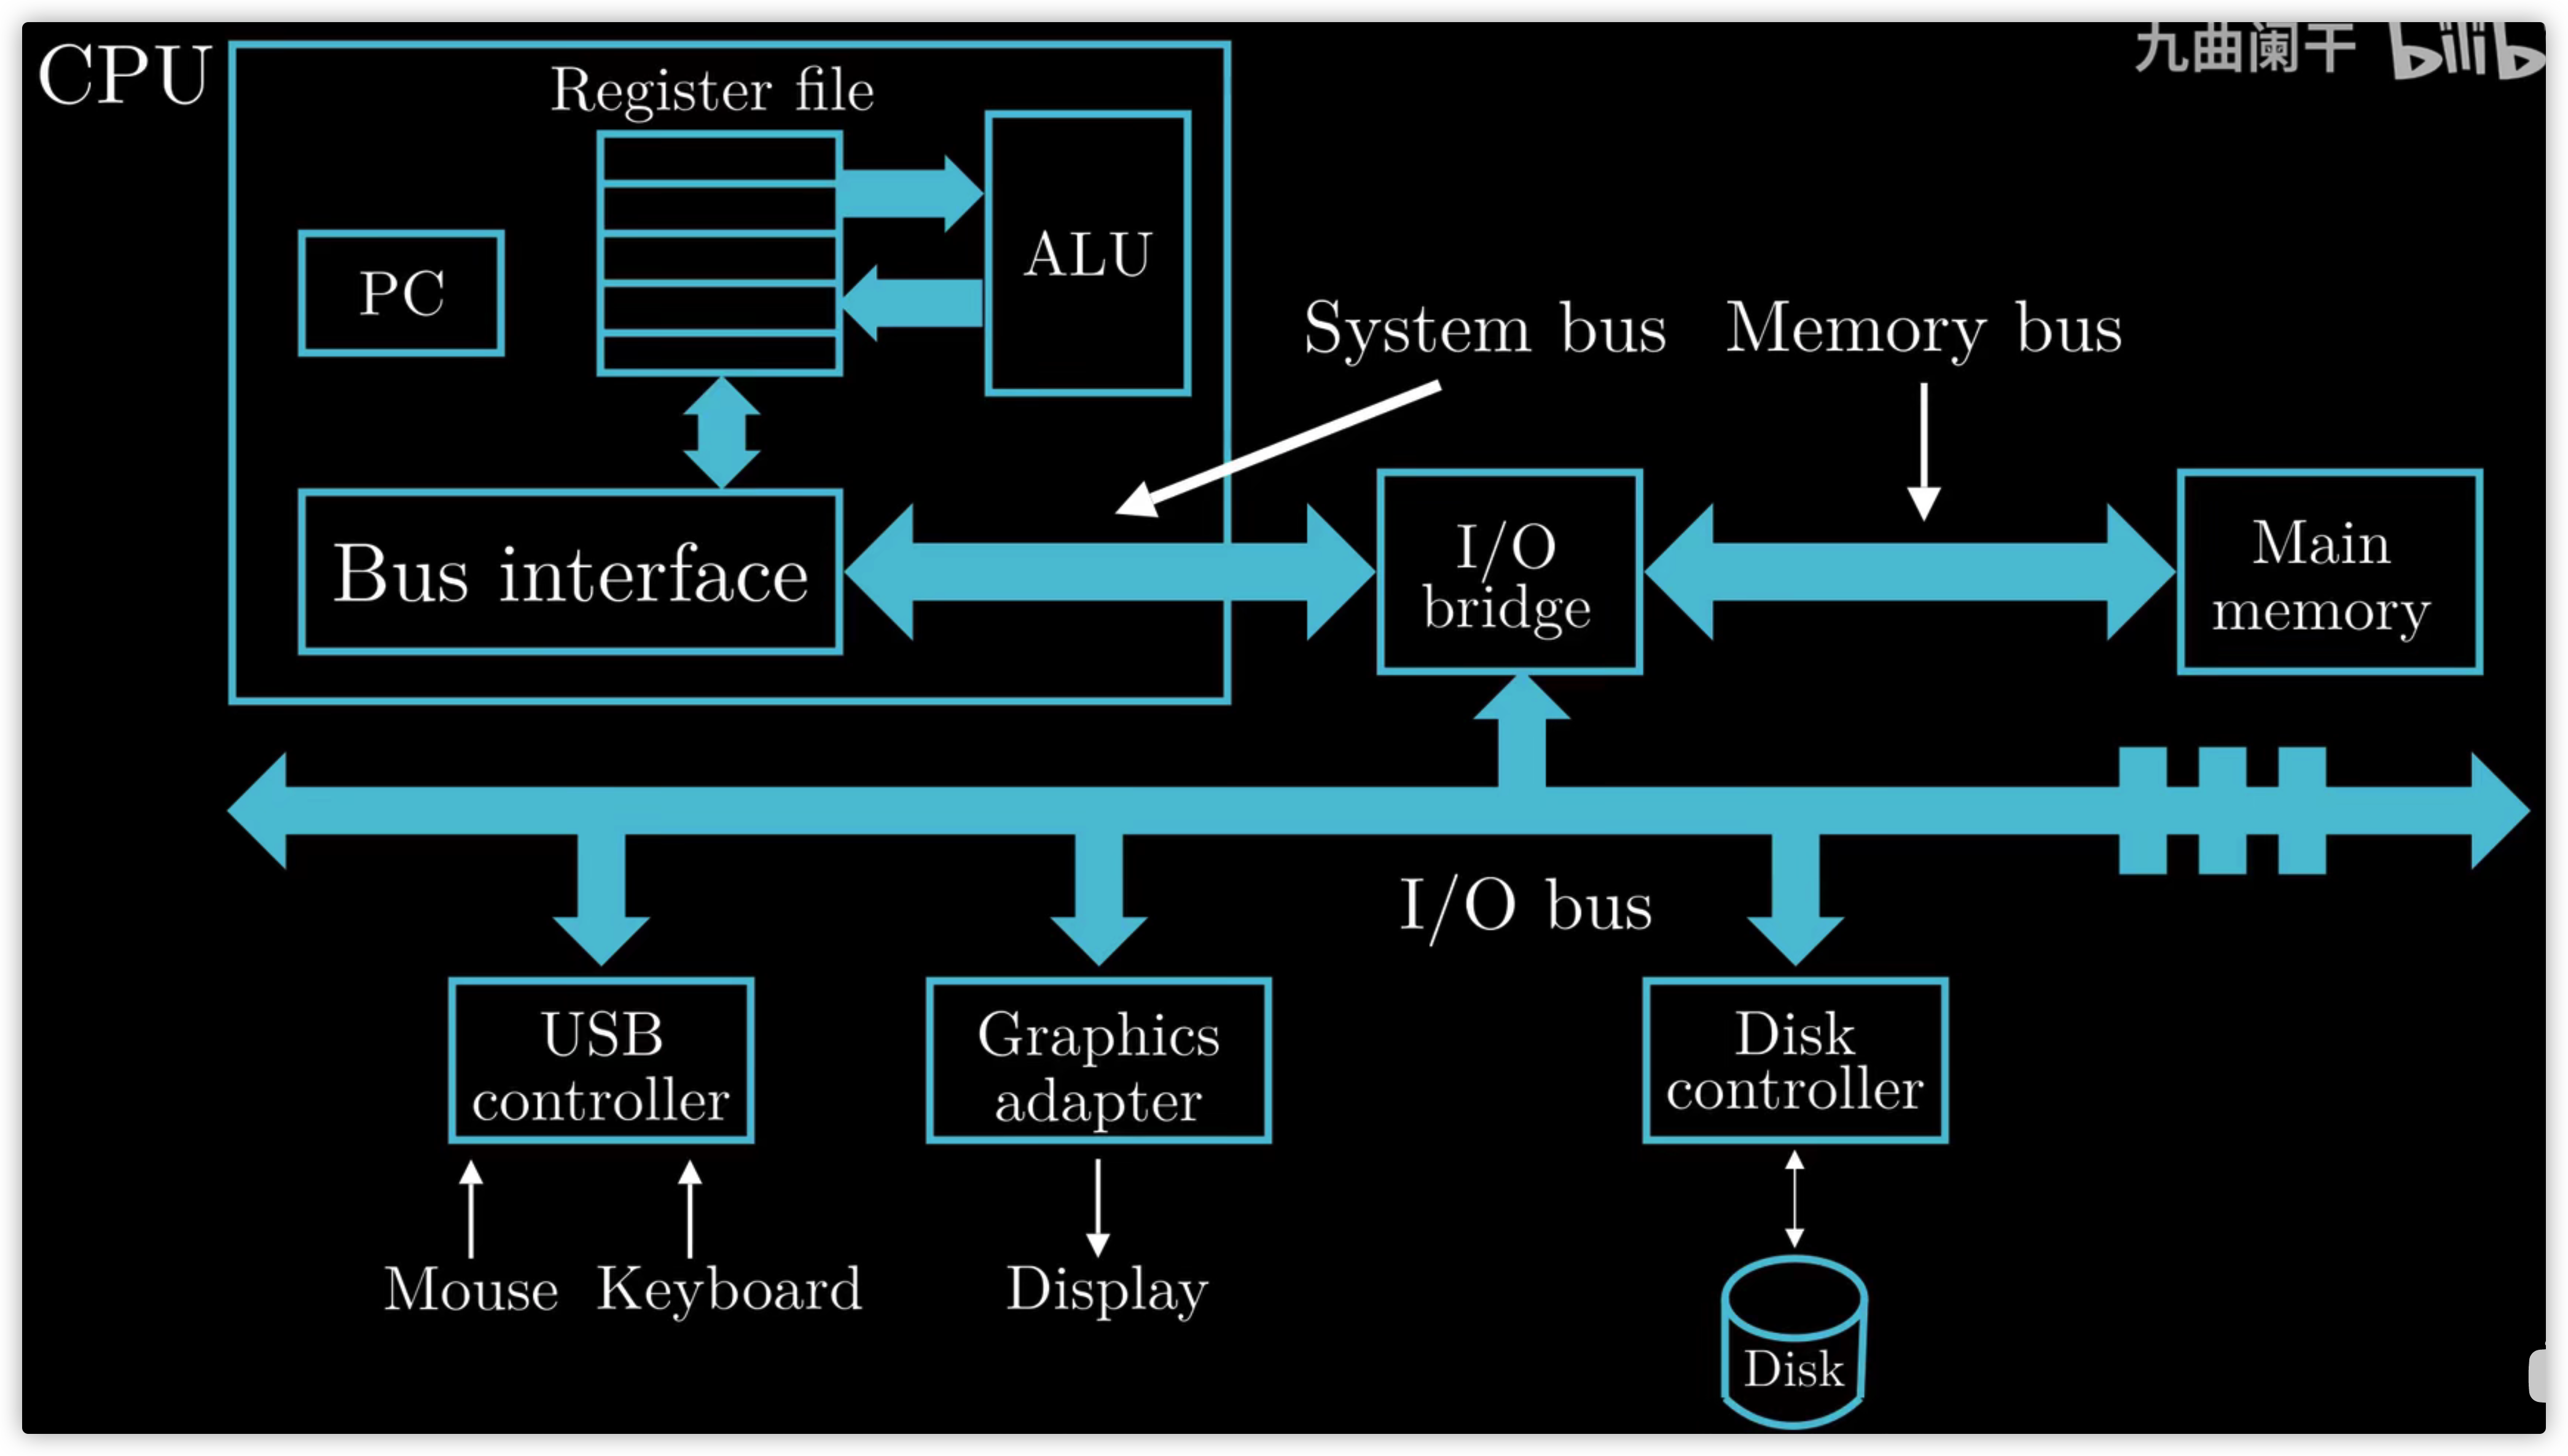 CPU
九曲阑干 bilib
Register file
PC
ALU
System bus
Memory bus
Bus interface
I/O
bridge
Main
memory
I/O bus
USB
controller
Graphics
adapter
Disk
controller
Mouse
Keyboard
Display
Disk